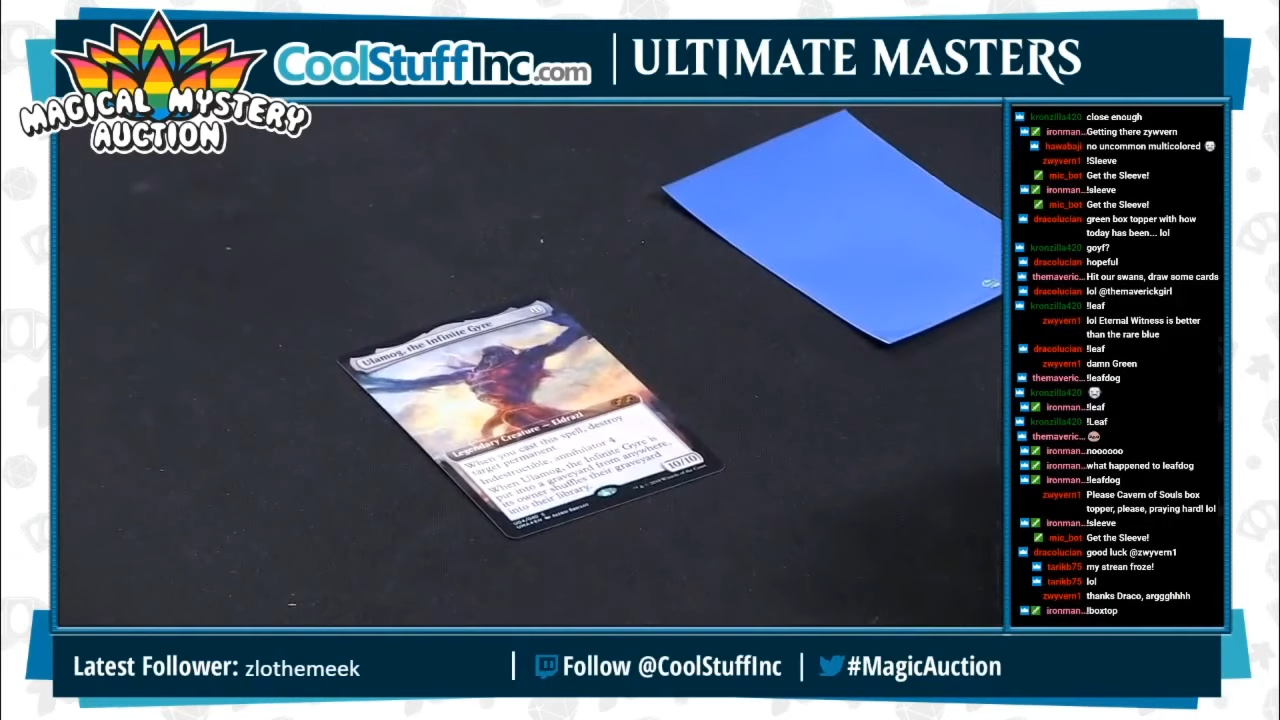 MAGICAL MYSTERY
AUCTION
CoolStuffInc.com
ULTIMATE MASTERS
Ulamog, the Infinite Gyre
Legendary Creature — Eldrazi
When you cast this spell, destroy
target permanent.
Indestructible, annihilator 4
When Ulamog, the Infinite Gyre is
put into a graveyard from anywhere,
its owner shuffles their graveyard
into their library.
10/10
kronzilla420 close enough
ironman... Getting there zywvern
hawabaji no uncommon multicolored
zwyvern1 !Sleeve
mic_bot Get the Sleeve!
ironman... !sleeve
mic_bot Get the Sleeve!
dracolucian green box topper with how
today has been... lol
kronzilla420 goyf?
dracolucian hopeful
themaveric... Hit our swans, draw some cards
dracolucian lol @themaverickgirl
kronzilla420 !leaf
zwyvern1 lol Eternal Witness is better
than the rare blue
dracolucian !leaf
zwyvern1 damn Green
themaveric... !leafdog
kronzilla420
ironman... !leaf
kronzilla420 !Leaf
themaveric...
ironman... noooooo
ironman... what happened to leafdog
ironman... !leafdog
zwyvern1 Please Cavern of Souls box
topper, please, praying hard! lol
ironman... !sleeve
mic_bot Get the Sleeve!
dracolucian good luck @zwyvern1
tarikb75 my strean froze!
tarikb75 lol
zwyvern1 thanks Draco, arggghhhh
ironman... !boxtop
Latest Follower: zlothemeek
Follow @CoolStuffInc
#MagicAuction